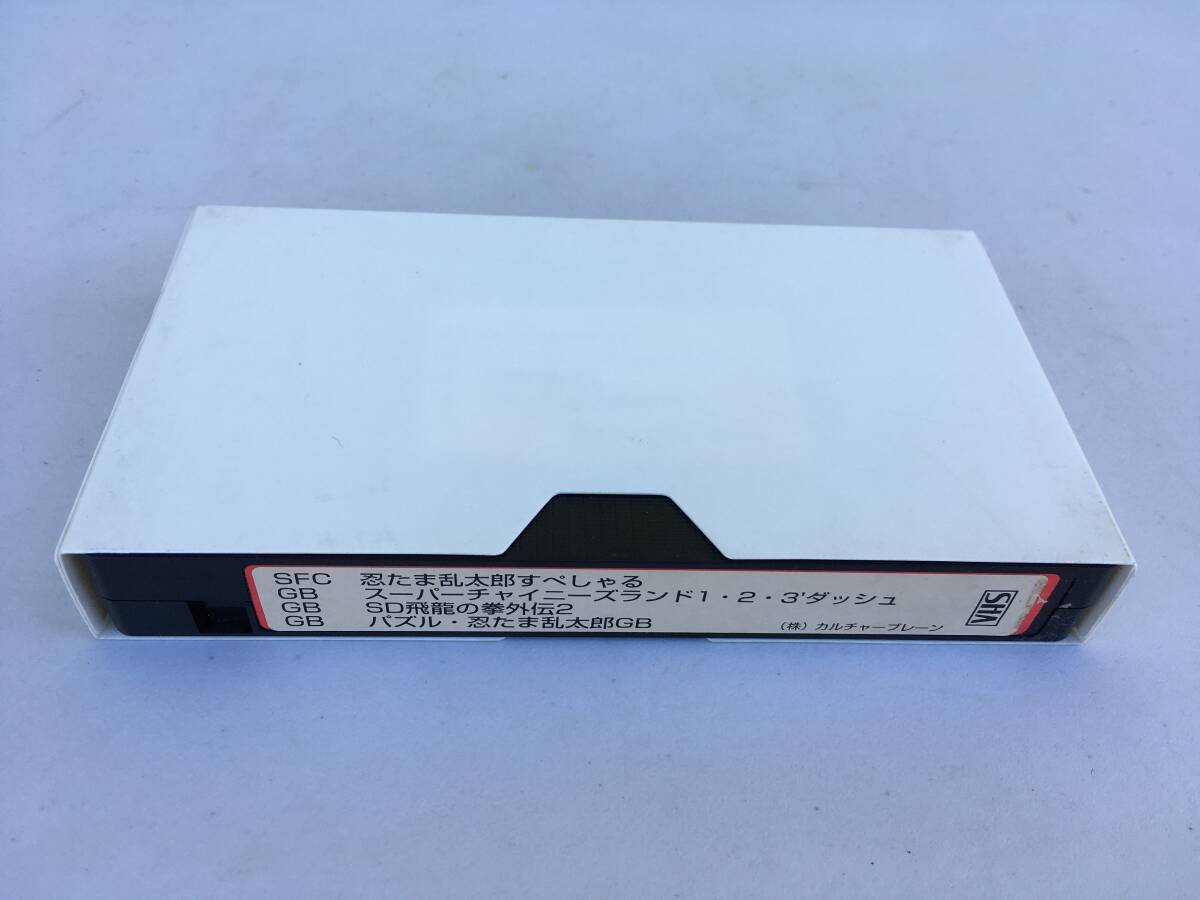 SFC 忍たま乱太郎すぺしゃる
GB スーパーチャイニーズランド1・2・3'ダッシュ
GB SD飛龍の拳外伝2
GB パズル・忍たま乱太郎GB (株)カルチャーブレーン
VHS